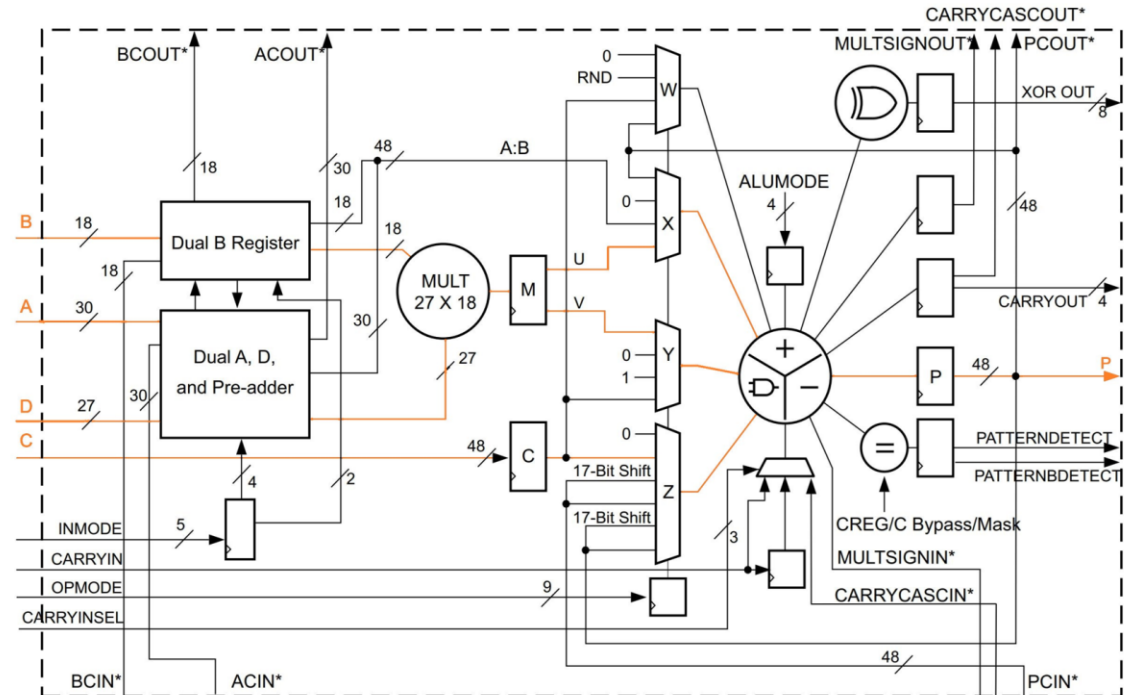 CARRYCASCOUT*
BCOUT*
ACOUT*
MULTSIGNOUT*
PCOUT*
0
RND
W
XOR OUT
8
18
30
48
A:B
ALUMODE
4
48
18
0
X
B
18
Dual B Register
18
18
MULT
27 X 18
M
U
V
A
30
30
Dual A, D,
and Pre-adder
27
30
0
1
Y
+
−
CARRYOUT
4
P
48
P
D
27
C
48
C
0
17-Bit Shift
17-Bit Shift
Z
=
PATTERNDETECT
PATTERNBDETECT
4
2
3
CREG/C Bypass/Mask
INMODE
5
CARRYIN
MULTSIGNIN*
OPMODE
9
CARRYCASCIN*
CARRYINSEL
48
BCIN*
ACIN*
PCIN*